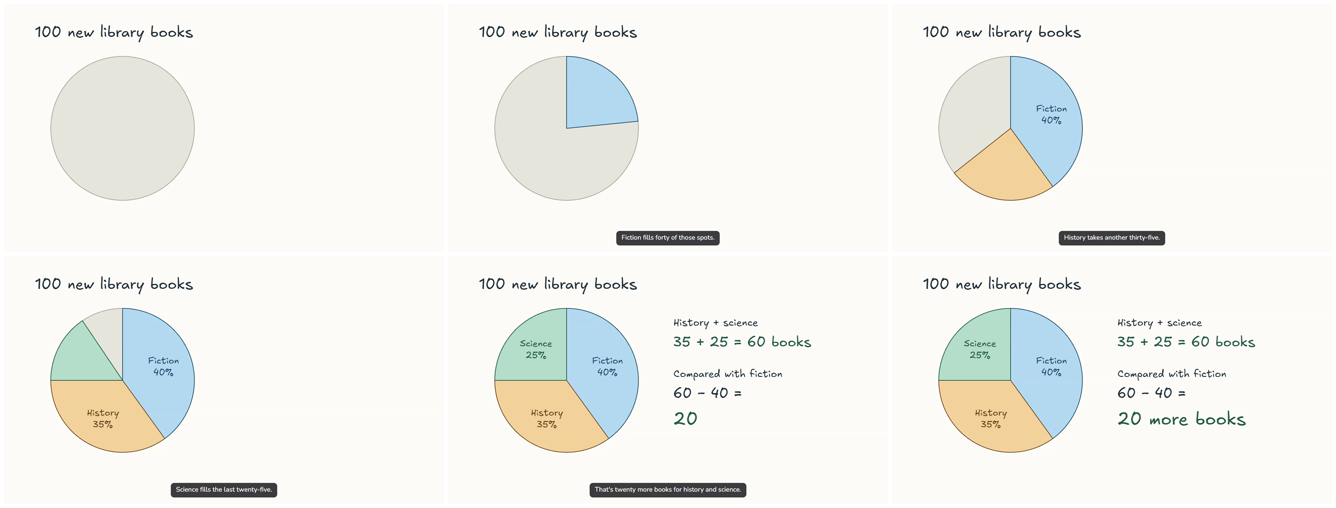 100 new library books
100 new library books
Fiction fills forty of those spots.
100 new library books
Fiction
40%
History takes another thirty-five.
100 new library books
Fiction
40%
History
35%
Science fills the last twenty-five.
100 new library books
Science
25%
Fiction
40%
History
35%
History + science
35 + 25 = 60 books
Compared with fiction
60 – 40 =
20
That's twenty more books for history and science.
100 new library books
Science
25%
Fiction
40%
History
35%
History + science
35 + 25 = 60 books
Compared with fiction
60 – 40 =
20 more books